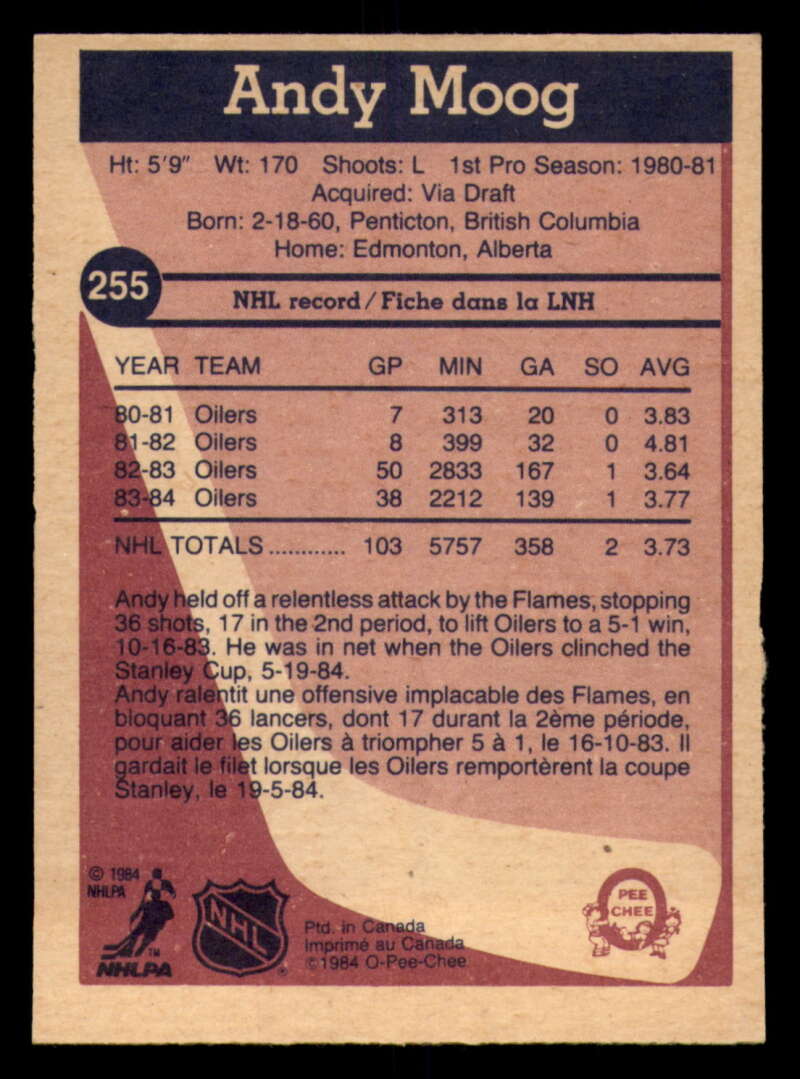 Andy Moog
Ht: 5'9" Wt: 170 Shoots: L 1st Pro Season: 1980-81
Acquired: Via Draft
Born: 2-18-60, Penticton, British Columbia
Home: Edmonton, Alberta
255
NHL record/Fiche dans la LNH
YEAR TEAM GP MIN GA SO AVG
80-81 Oilers 7 313 20 0 3.83
81-82 Oilers 8 399 32 0 4.81
82-83 Oilers 50 2833 167 1 3.64
83-84 Oilers 38 2212 139 1 3.77
NHL TOTALS ............ 103 5757 358 2 3.73
Andy held off a relentless attack by the Flames, stopping
36 shots, 17 in the 2nd period, to lift Oilers to a 5-1 win,
10-16-83. He was in net when the Oilers clinched the
Stanley Cup, 5-19-84.
Andy ralentit une offensive implacable des Flames, en
bloquant 36 lancers, dont 17 durant la 2ème période,
pour aider les Oilers à triompher 5 à 1, le 16-10-83. Il
gardait le filet lorsque les Oilers remportèrent la coupe
Stanley, le 19-5-84.
© 1984
NHLPA
TM
NHLPA
NHL
®
Ptd. in Canada
Imprimé au Canada
©1984 O-Pee-Chee
PEE
CHEE